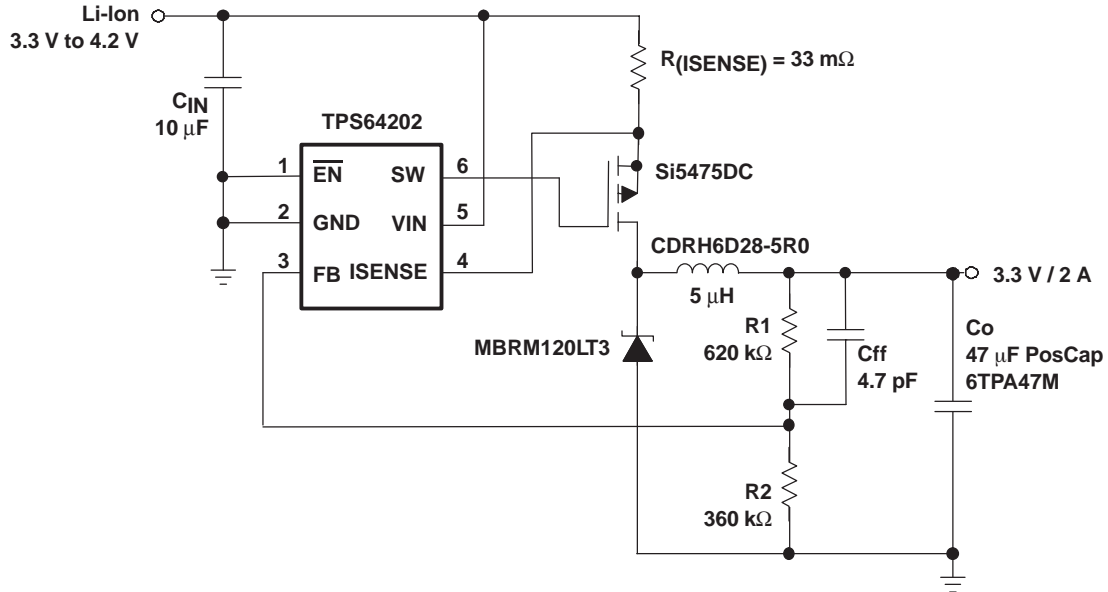 Li-Ion
3.3 V to 4.2 V
R(ISENSE) = 33 mΩ
CIN
10 μF
TPS64202
1
EN
SW
6
Si5475DC
2
GND
VIN
5
3
FB
ISENSE
4
CDRH6D28-5R0
5 μH
3.3 V / 2 A
MBRM120LT3
R1
620 kΩ
Cff
4.7 pF
Co
47 μF PosCap
6TPA47M
R2
360 kΩ